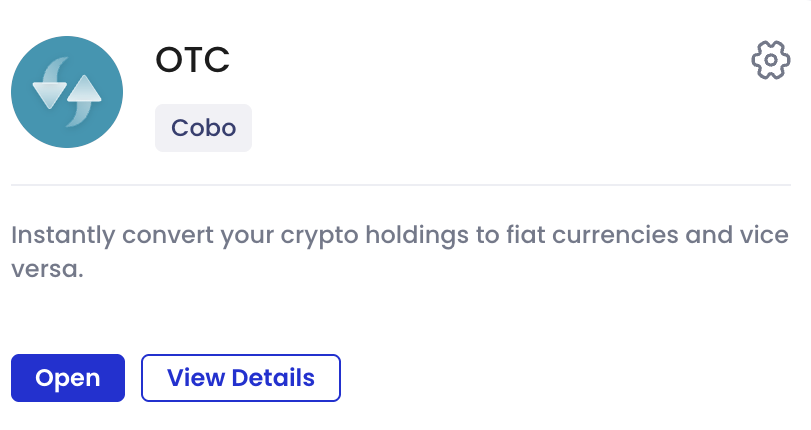 OTC
Cobo
Instantly convert your crypto holdings to fiat currencies and vice
versa.
Open
View Details